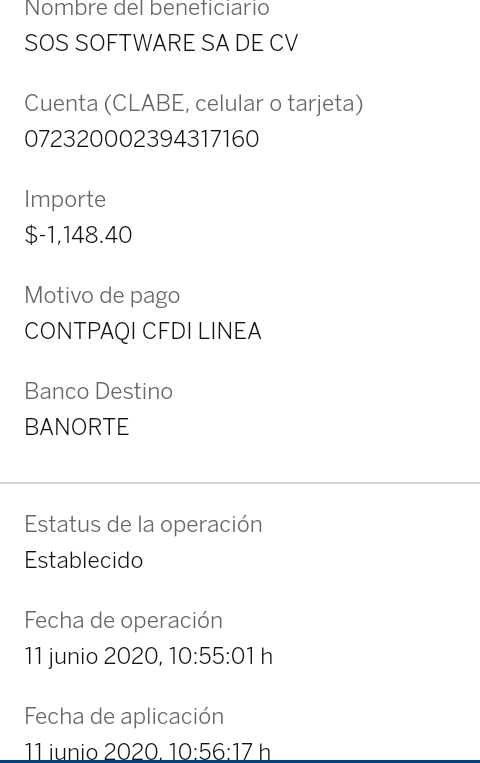 Nombre del beneficiario
SOS SOFTWARE SA DE CV
Cuenta (CLABE, celular o tarjeta)
072320002394317160
Importe
$-1,148.40
Motivo de pago
CONTPAQI CFDI LINEA
Banco Destino
BANORTE
Estatus de la operación
Establecido
Fecha de operación
11 junio 2020, 10:55:01 h
Fecha de aplicación
11 junio 2020, 10:56:17 h